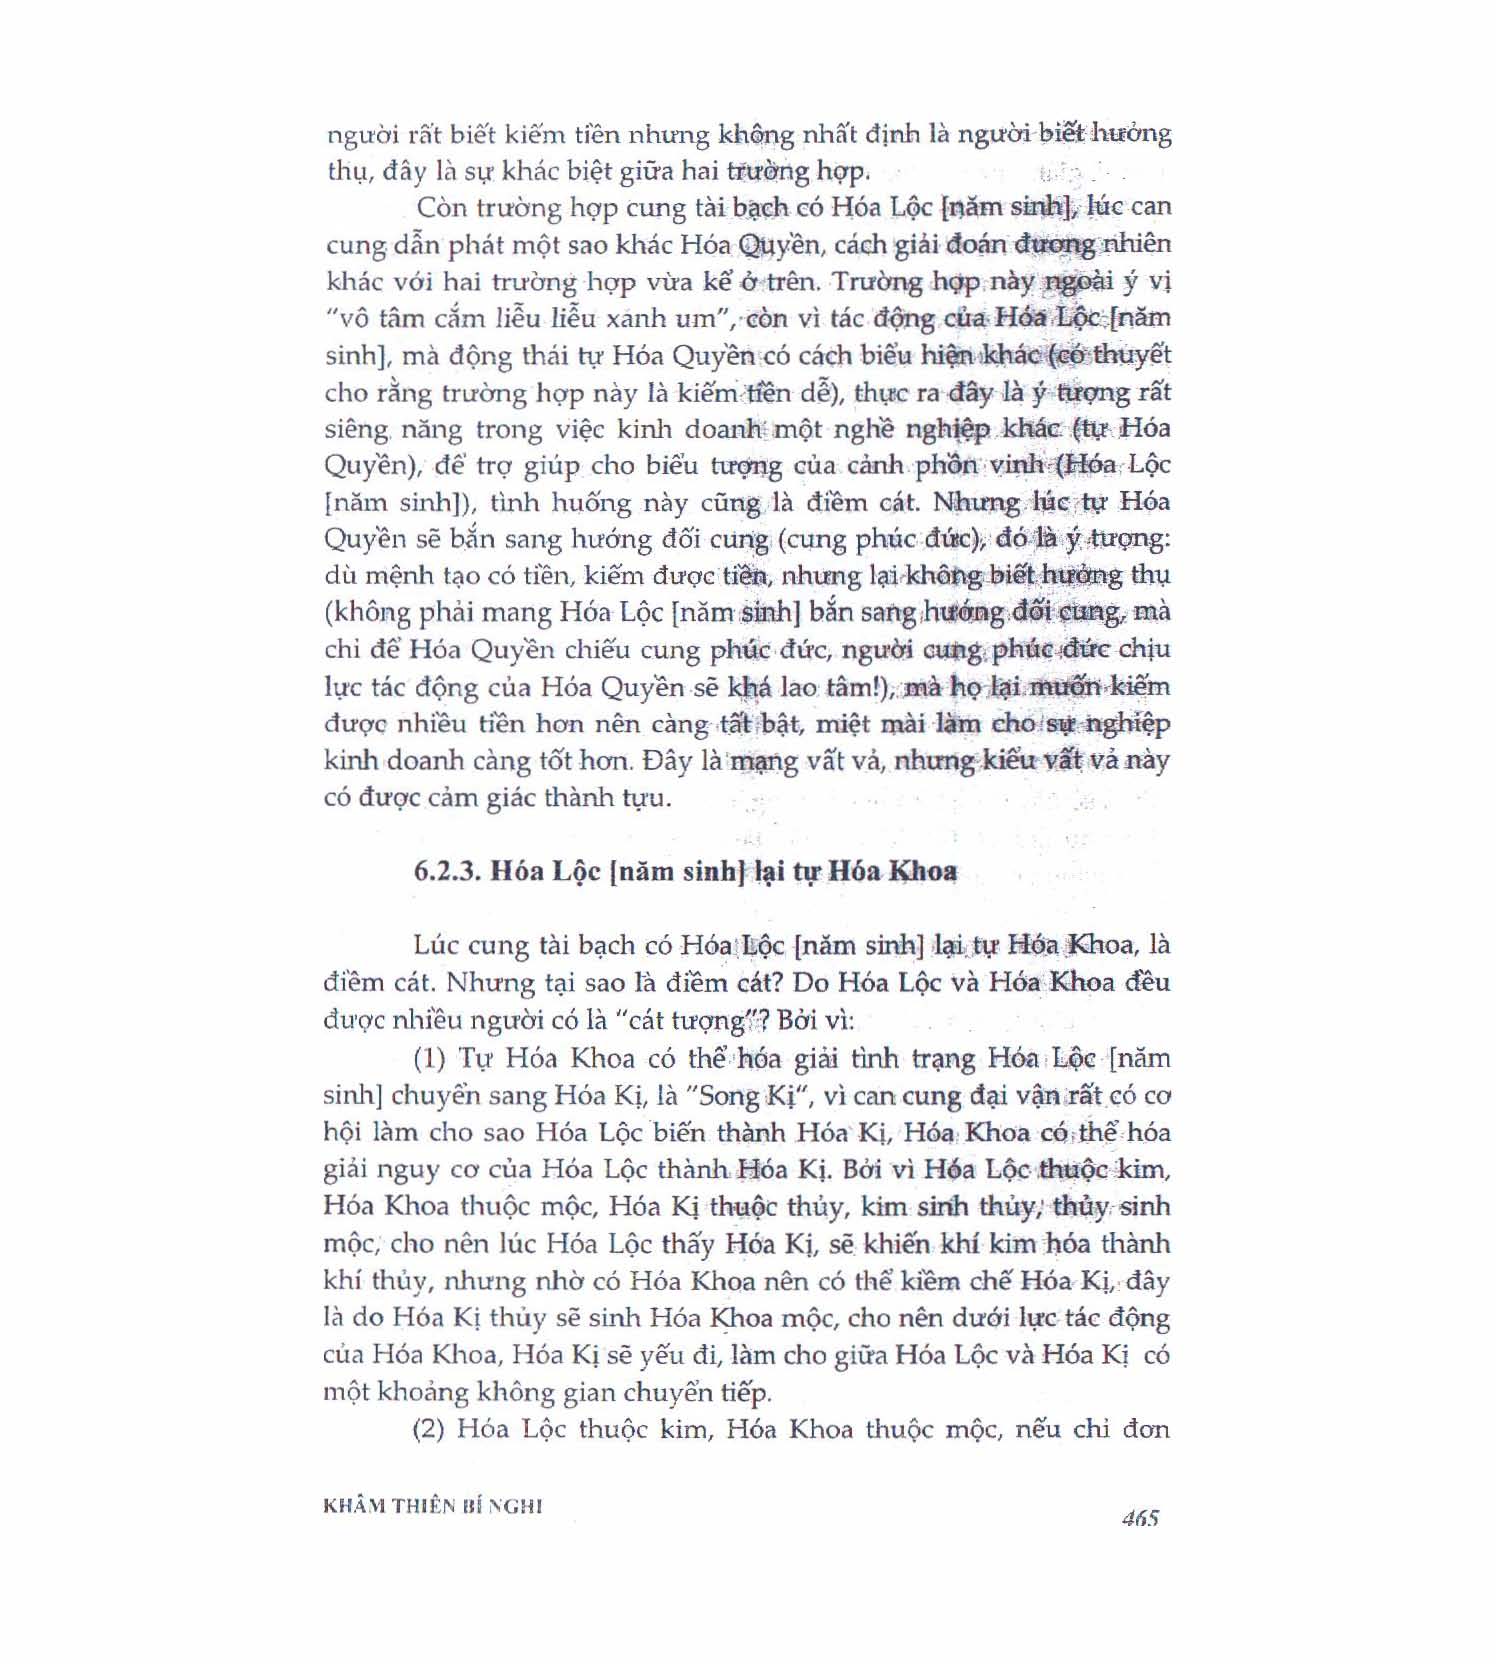 người rất biết kiếm tiền nhưng không nhất định là người biết hưởng
thụ, đây là sự khác biệt giữa hai trường hợp.
Còn trường hợp cung tài bạch có Hóa Lộc [năm sinh], lúc can
cung dẫn phát một sao khác Hóa Quyền, cách giải đoán đương nhiên
khác với hai trường hợp vừa kể ở trên. Trường hợp này ngoài ý vị
"vô tâm cắm liễu liễu xanh um", còn vì tác động của Hóa Lộc [năm
sinh], mà động thái tự Hóa Quyền có cách biểu hiện khác (có thuyết
cho rằng trường hợp này là kiếm tiền dễ), thực ra đây là ý tượng rất
siêng năng trong việc kinh doanh một nghề nghiệp khác (tự Hóa
Quyền), để trợ giúp cho biểu tượng của cảnh phồn vinh (Hóa Lộc
[năm sinh]), tình huống này cũng là điềm cát. Nhưng lúc tự Hóa
Quyền sẽ bắn sang hướng đối cung (cung phúc đức), đó là ý tượng:
dù mệnh tạo có tiền, kiếm được tiền, nhưng lại không biết hưởng thụ
(không phải mang Hóa Lộc [năm sinh] bắn sang hướng đối cung, mà
chỉ để Hóa Quyền chiếu cung phúc đức, người cung phúc đức chịu
lực tác động của Hóa Quyền sẽ khá lao tâm!), mà họ lại muốn kiếm
được nhiều tiền hơn nên càng tất bật, miệt mài làm cho sự nghiệp
kinh doanh càng tốt hơn. Đây là mạng vất vả, nhưng kiểu vất vả này
có được cảm giác thành tựu.
6.2.3. Hóa Lộc [năm sinh] lại tự Hóa Khoa
Lúc cung tài bạch có Hóa Lộc [năm sinh] lại tự Hóa Khoa, là
điềm cát. Nhưng tại sao là điềm cát? Do Hóa Lộc và Hóa Khoa đều
được nhiều người có là "cát tượng"? Bởi vì:
(1) Tự Hóa Khoa có thể hóa giải tình trạng Hóa Lộc [năm
sinh] chuyển sang Hóa Kị, là "Song Kị", vì can cung đại vận rất có cơ
hội làm cho sao Hóa Lộc biến thành Hóa Kị, Hóa Khoa có thể hóa
giải nguy cơ của Hóa Lộc thành Hóa Kị. Bởi vì Hóa Lộc thuộc kim,
Hóa Khoa thuộc mộc, Hóa Kị thuộc thủy, kim sinh thủy, thủy sinh
mộc, cho nên lúc Hóa Lộc thấy Hóa Kị, sẽ khiến khí kim hóa thành
khí thủy, nhưng nhờ có Hóa Khoa nên có thể kiềm chế Hóa Kị, đây
là do Hóa Kị thủy sẽ sinh Hóa Khoa mộc, cho nên dưới lực tác động
của Hóa Khoa, Hóa Kị sẽ yếu đi, làm cho giữa Hóa Lộc và Hóa Kị có
một khoảng không gian chuyển tiếp.
(2) Hóa Lộc thuộc kim, Hóa Khoa thuộc mộc, nếu chỉ đơn
KHÂM THIÊN BÍ NGHI
465